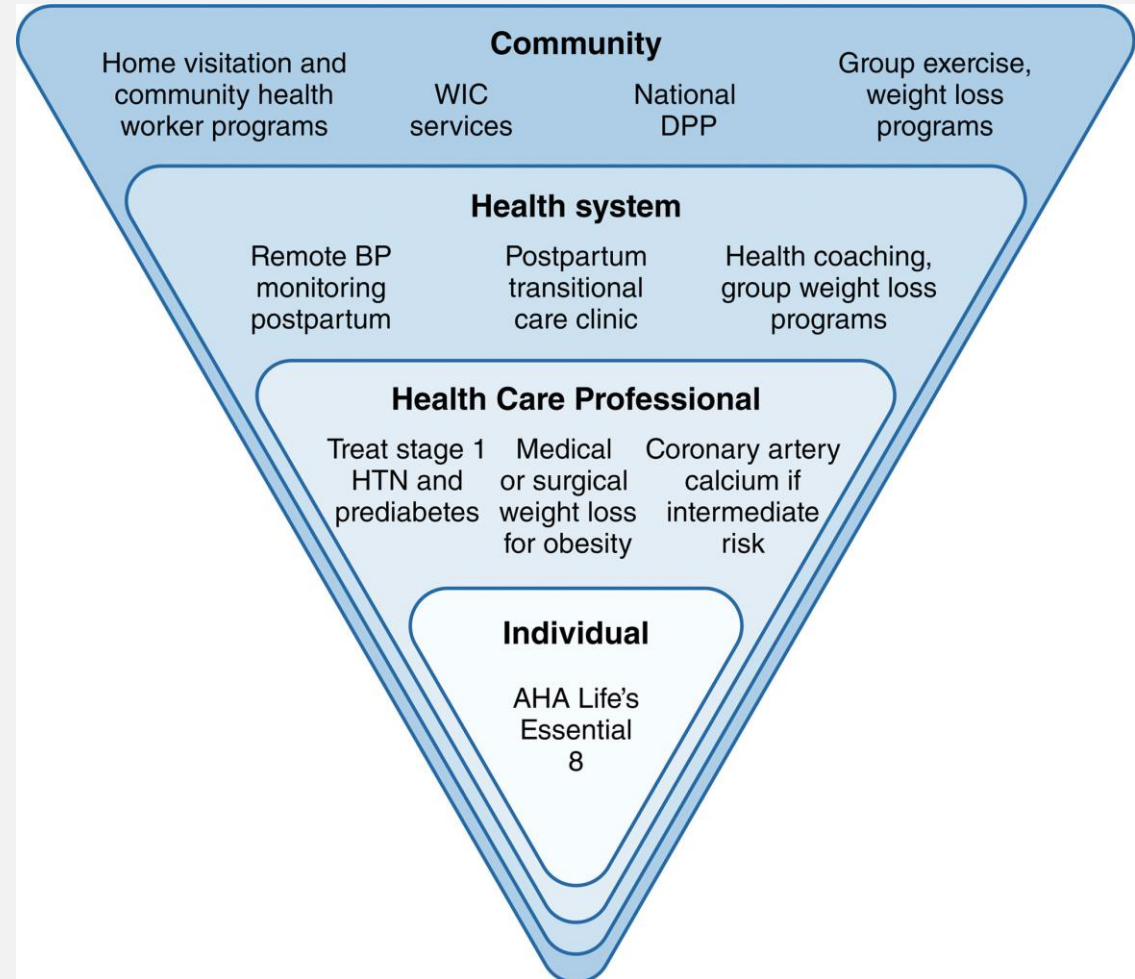 Community
Home visitation and
community health
worker programs
WIC
services
National
DPP
Group exercise,
weight loss
programs
Health system
Remote BP
monitoring
postpartum
Postpartum
transitional
care clinic
Health coaching,
group weight loss
programs
Health Care Professional
Treat stage 1
HTN and
prediabetes
Medical
or surgical
weight loss
for obesity
Coronary artery
calcium if
intermediate
risk
Individual
AHA Life’s
Essential
8